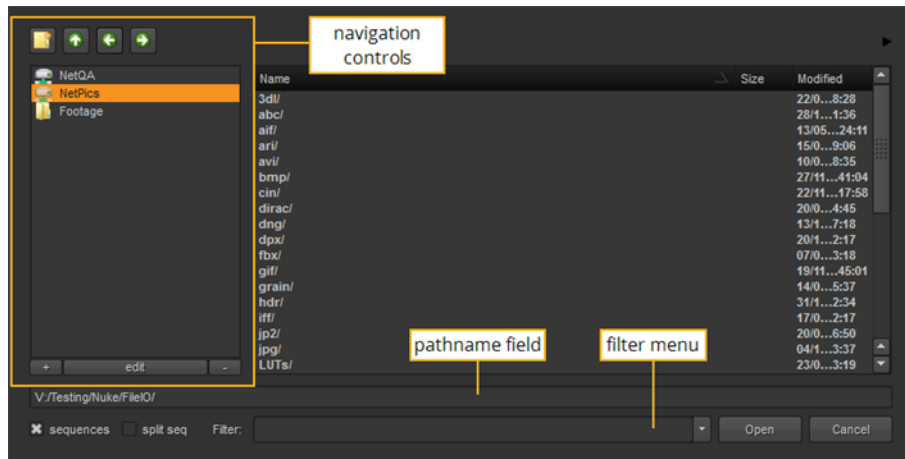 navigation
controls
NetQA
NetPics
Footage
+ edit -
Name Size Modified
3dl/ 22/0...8:28
abc/ 28/1...1:36
aif/ 13/05...24:11
ari/ 15/0...9:06
avi/ 10/0...8:35
bmp/ 27/11...41:04
cin/ 22/11...17:58
dirac/ 20/0...4:45
dng/ 13/1...7:18
dpx/ 20/1...2:17
fbx/ 07/0...3:18
gif/ 19/11...45:01
grain/ 14/0...5:37
hdr/ 31/1...2:34
iff/ 17/0...2:17
jp2/ 20/0...6:50
jpg/ 04/1...3:37
LUTs/ 23/0...3:19
pathname field
filter menu
V:/Testing/Nuke/FileIO/
sequences split seq Filter: Open Cancel